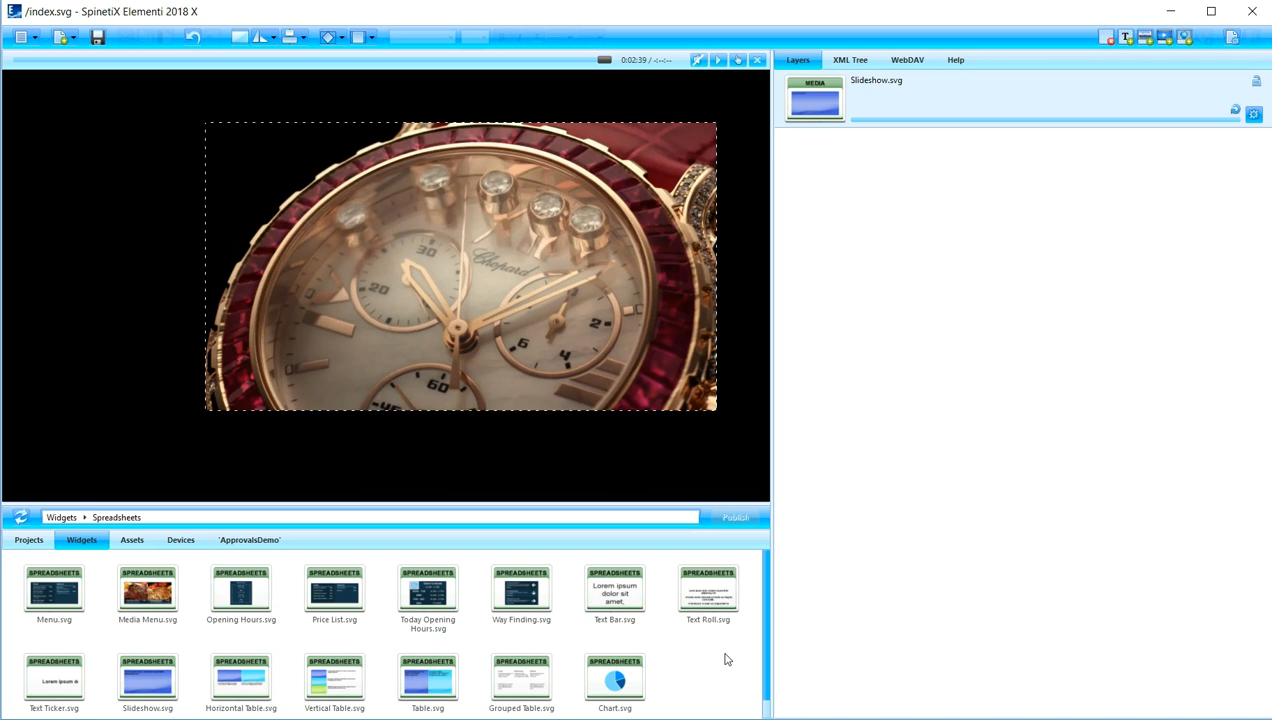 /index.svg - SpinetiX Elementi 2018 X
0:02:39 / -:--:--
Layers XML Tree WebDAV Help
MEDIA
Slideshow.svg
30
20
Chopard
2
6
4
60
Widgets Spreadsheets
Publish
Projects Widgets Assets Devices 'ApprovalsDemo'
SPREADSHEETS SPREADSHEETS SPREADSHEETS SPREADSHEETS SPREADSHEETS SPREADSHEETS SPREADSHEETS SPREADSHEETS
Lorem ipsum
dolor sit
amet,
Menu.svg Media Menu.svg Opening Hours.svg Price List.svg Today Opening Hours.svg Way Finding.svg Text Bar.svg Text Roll.svg
SPREADSHEETS SPREADSHEETS SPREADSHEETS SPREADSHEETS SPREADSHEETS SPREADSHEETS SPREADSHEETS
Lorem ipsum d
Text Ticker.svg Slideshow.svg Horizontal Table.svg Vertical Table.svg Table.svg Grouped Table.svg Chart.svg